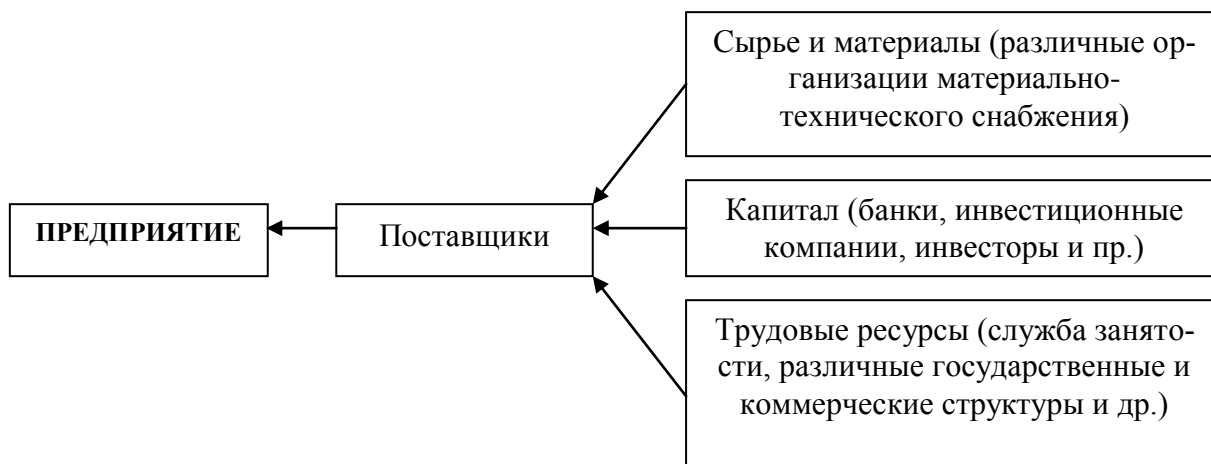 Сырье и материалы (различные ор-
ганизации материально-
технического снабжения)
ПРЕДПРИЯТИЕ
Поставщики
Капитал (банки, инвестиционные
компании, инвесторы и пр.)
Трудовые ресурсы (служба занято-
сти, различные государственные и
коммерческие структуры и др.)